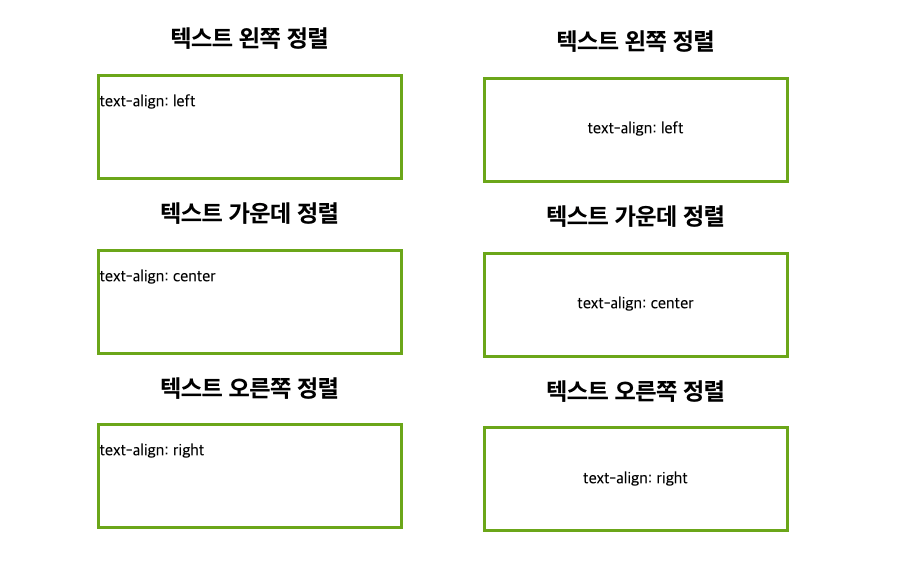 텍스트 왼쪽 정렬
text-align: left
텍스트 가운데 정렬
text-align: center
텍스트 오른쪽 정렬
text-align: right
텍스트 왼쪽 정렬
text-align: left
텍스트 가운데 정렬
text-align: center
텍스트 오른쪽 정렬
text-align: right